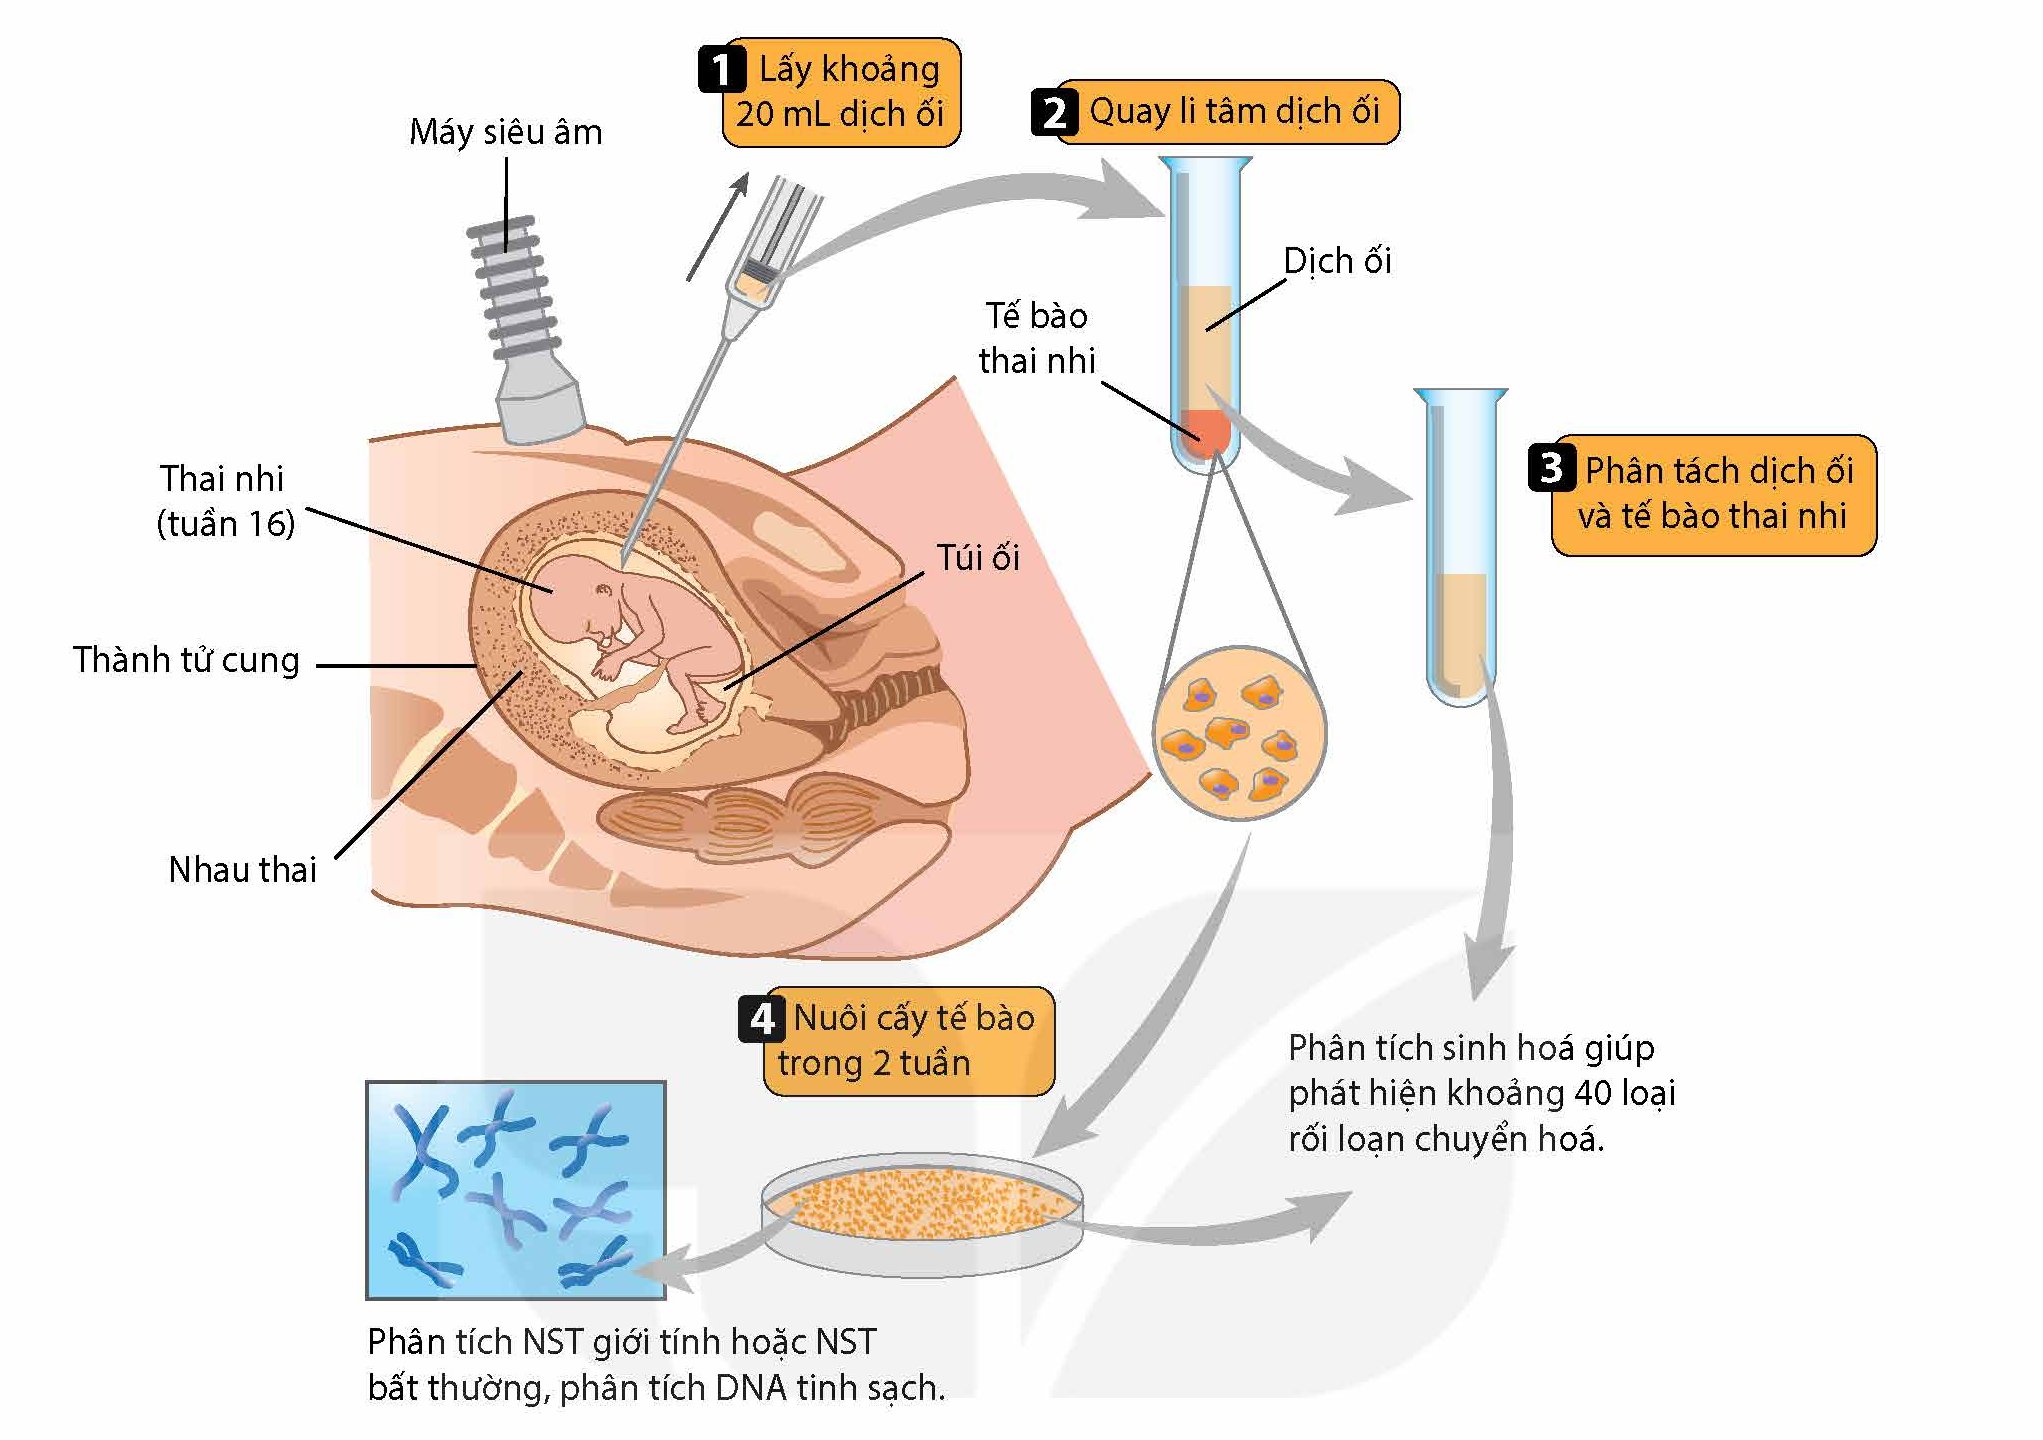 1 Lấy khoảng
20 mL dịch ối
2 Quay li tâm dịch ối
Máy siêu âm
Dịch ối
Tế bào
thai nhi
3 Phân tách dịch ối
và tế bào thai nhi
Thai nhi
(tuần 16)
Túi ối
Thành tử cung
Nhau thai
4 Nuôi cấy tế bào
trong 2 tuần
Phân tích sinh hoá giúp
phát hiện khoảng 40 loại
rối loạn chuyển hoá.
Phân tích NST giới tính hoặc NST
bất thường, phân tích DNA tinh sạch.